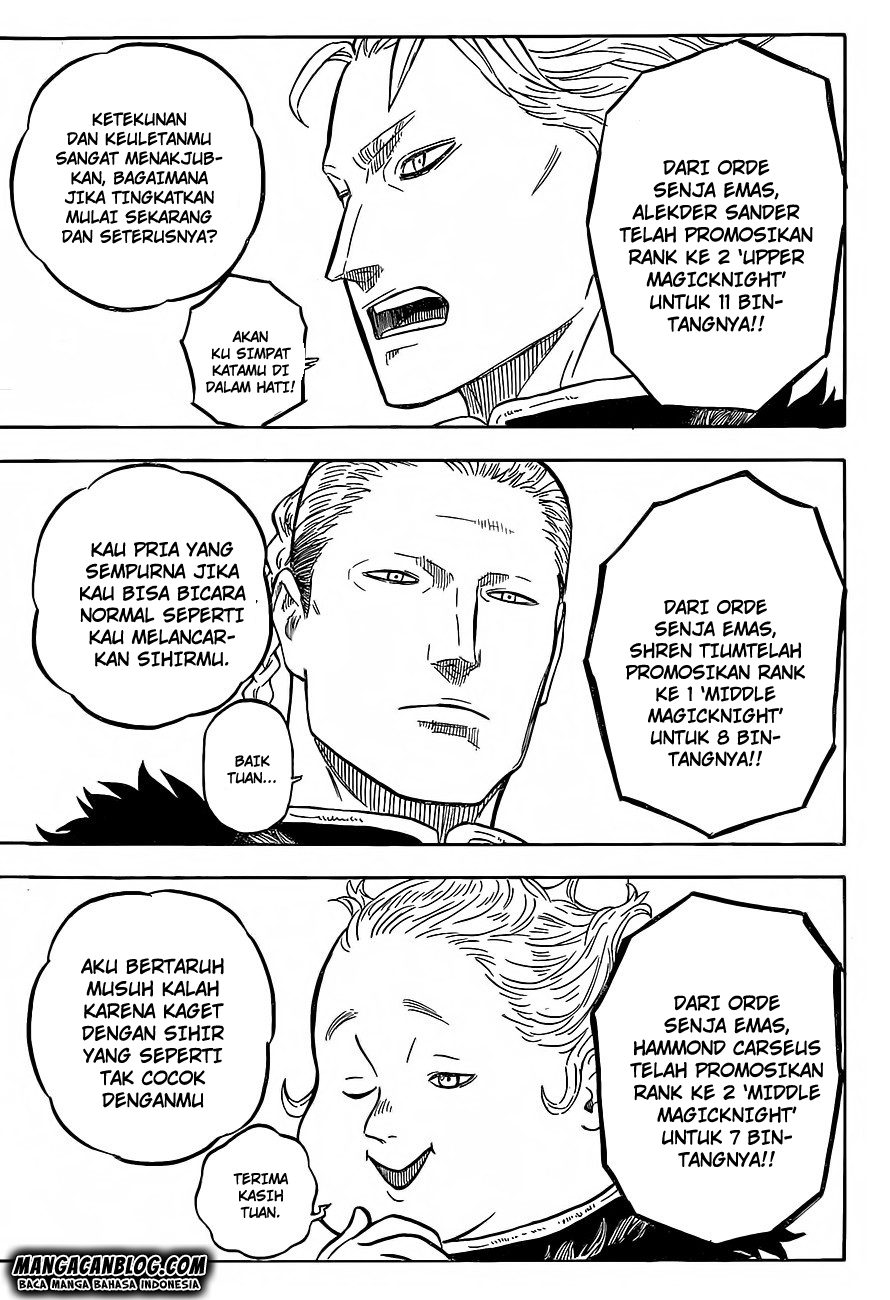 DARI ORDE
SENJA EMAS,
ALEKDER SANDER
TELAH PROMOSIKAN
RANK KE 2 'UPPER
MAGICKNIGHT'
UNTUK 11 BIN-
TANGNYA!!
KETEKUNAN
DAN KEULETANMU
SANGAT MENAKJUB-
KAN, BAGAIMANA
JIKA TINGKATKAN
MULAI SEKARANG
DAN SETERUSNYA?
AKAN
KU SIMPAT
KATAMU DI
DALAM HATI!
DARI ORDE
SENJA EMAS,
SHREN TIUMTELAH
PROMOSIKAN RANK
KE 1 'MIDDLE
MAGICKNIGHT'
UNTUK 8 BIN-
TANGNYA!!
KAU PRIA YANG
SEMPURNA JIKA
KAU BISA BICARA
NORMAL SEPERTI
KAU MELANCAR-
KAN SIHIRMU.
BAIK
TUAN...
DARI ORDE
SENJA EMAS,
HAMMOND CARSEUS
TELAH PROMOSIKAN
RANK KE 2 'MIDDLE
MAGICKNIGHT'
UNTUK 7 BIN-
TANGNYA!!
AKU BERTARUH
MUSUH KALAH
KARENA KAGET
DENGAN SIHIR
YANG SEPERTI
TAK COCOK
DENGANMU
TERIMA
KASIH
TUAN.
MANGACANBLOG.COM
BACA MANGA BAHASA INDONESIA